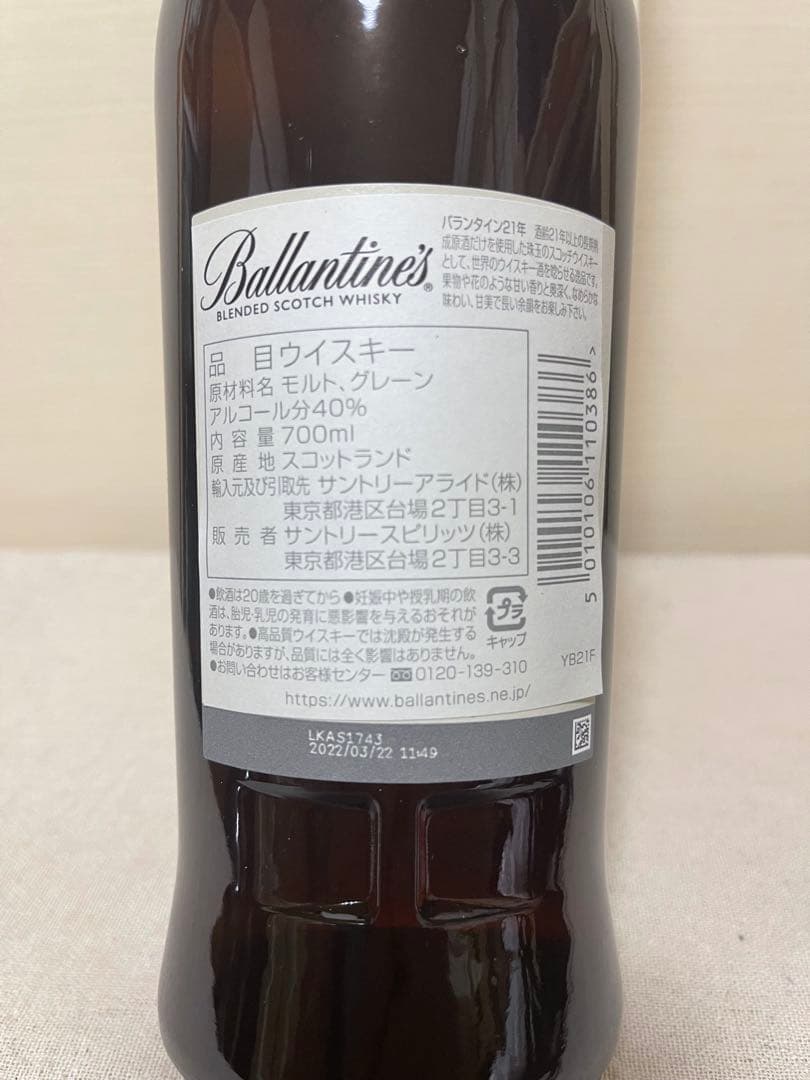 Ballantine's®
BLENDED SCOTCH WHISKY
バランタイン21年 酒齢21年以上の長期熟
成原酒だけを使用した珠玉のスコッチウイスキー
として、世界のウイスキー通を唸らせる逸品です。
果物や花のような甘い香りと奥深く、なめらかな
味わい、甘美で長い余韻をお楽しみ下さい。
品 目 ウイスキー
原材料名 モルト、グレーン
アルコール分40%
内容量 700ml
原産地 スコットランド
輸入元及び引取先 サントリーアライド(株)
東京都港区台場2丁目3-1
販売者 サントリースピリッツ(株)
東京都港区台場2丁目3-3
●飲酒は20歳を過ぎてから ●妊娠中や授乳期の飲
酒は、胎児・乳児の発育に悪影響を与えるおそれが
あります。●高品質ウイスキーでは沈殿が発生する
場合がありますが、品質には全く影響はありません。
●お問い合わせはお客様センター 0120-139-310
https://www.ballantines.ne.jp/
プラ
キャップ
5 010106 110386 >
YB21F
LKAS1743
2022/03/22 11:49